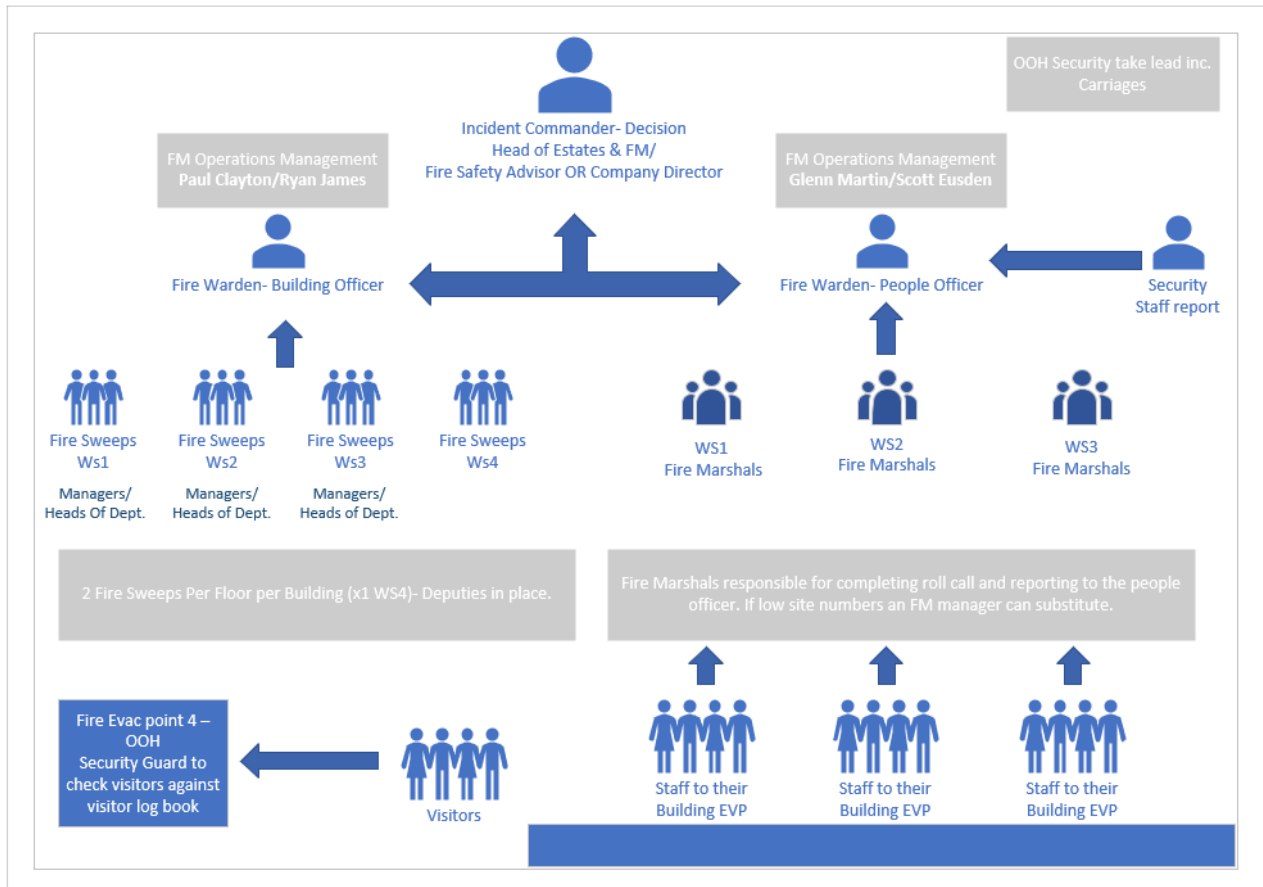 OOH Security take lead inc.
Carriages
Incident Commander- Decision
Head of Estates & FM/
Fire Safety Advisor OR Company Director
FM Operations Management
Paul Clayton/Ryan James
FM Operations Management
Glenn Martin/Scott Eusden
Fire Warden- Building Officer
Fire Warden- People Officer
Security
Staff report
Fire Sweeps
Ws1
Fire Sweeps
Ws2
Fire Sweeps
Ws3
Fire Sweeps
Ws4
WS1
Fire Marshals
WS2
Fire Marshals
WS3
Fire Marshals
Managers/
Heads Of Dept.
Managers/
Heads of Dept.
Managers/
Heads of Dept.
2 Fire Sweeps Per Floor per Building (x1 WS4)- Deputies in place.
Fire Marshals responsible for completing roll call and reporting to the people
officer. If low site numbers an FM manager can substitute.
Fire Evac point 4 –
OOH
Security Guard to
check visitors against
visitor log book
Visitors
Staff to their
Building EVP
Staff to their
Building EVP
Staff to their
Building EVP